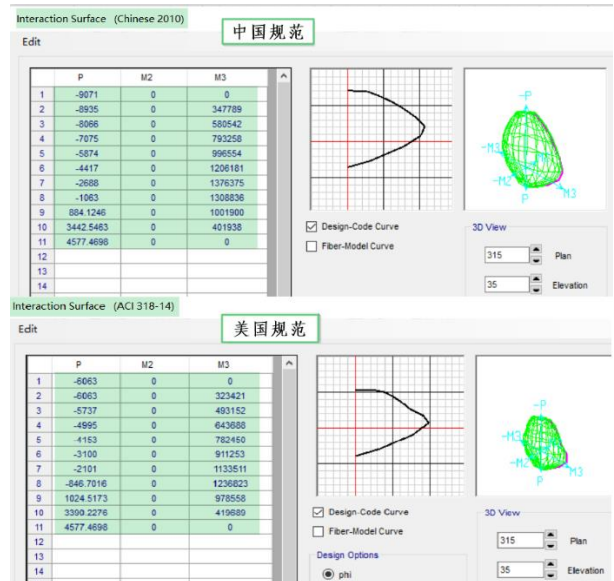 Interaction Surface (Chinese 2010)
中国规范
Edit
P M2 M3
1 -9071 0 0
2 -8935 0 347789
3 -8066 0 580542
4 -7075 0 793258
5 -5874 0 996554
6 -4417 0 1206181
7 -2688 0 1376375
8 -1063 0 1308836
9 884.1246 0 1001900
10 3442.5463 0 401938
11 4577.4698 0 0
12
13
14
-P
-M3
-M2
M3
P
Design-Code Curve
Fiber-Model Curve
3D View
315 Plan
35 Elevation
Interaction Surface (ACI 318-14)
美国规范
Edit
P M2 M3
1 -6063 0 0
2 -6063 0 323421
3 -5737 0 493152
4 -4995 0 643688
5 -4153 0 782450
6 -3100 0 911253
7 -2101 0 1133511
8 -846.7016 0 1236823
9 1024.5173 0 978558
10 3390.2276 0 419689
11 4577.4698 0 0
12
13
14
-P
-M3
-M2
M3
P
Design-Code Curve
Fiber-Model Curve
Design Options
phi
3D View
315 Plan
35 Elevation